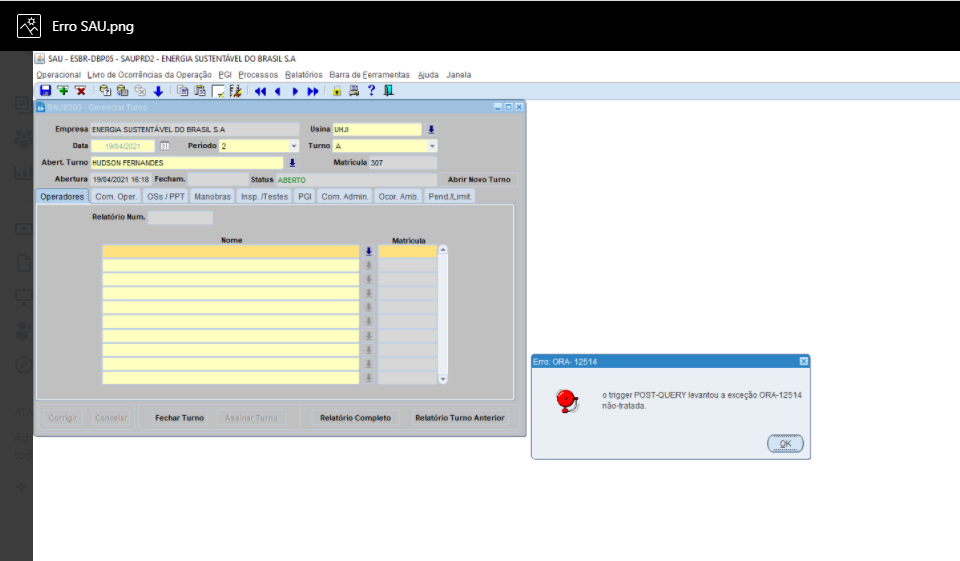 Erro SAU.png
SAU - ESBR-DBP05 - SAUPRD2 - ENERGIA SUSTENTÁVEL DO BRASIL S.A
Operacional Livro de Ocorrências da Operação PGI Processos Relatórios Barra de Ferramentas Ajuda Janela
- Gerenciar Turno
Empresa ENERGIA SUSTENTÁVEL DO BRASIL S.A Usina UHJI
Data 19/04/2021 Periodo 2 Turno A
Abert. Turno HUDSON FERNANDES Matrícula 307
Abertura 19/04/2021 16:18 Fecham. Status ABERTO Abrir Novo Turno
Operadores Com. Oper. OSs / PPT Manobras Insp. /Testes PGI Com. Admin. Ocor. Amb. Pend./Limit.
Relatório Num.
Nome Matrícula
Corrigir Cancelar Fechar Turno Assinar Turno Relatório Completo Relatório Turno Anterior
Erro: ORA- 12514
o trigger POST-QUERY levantou a exceção ORA-12514
não-tratada.
OK